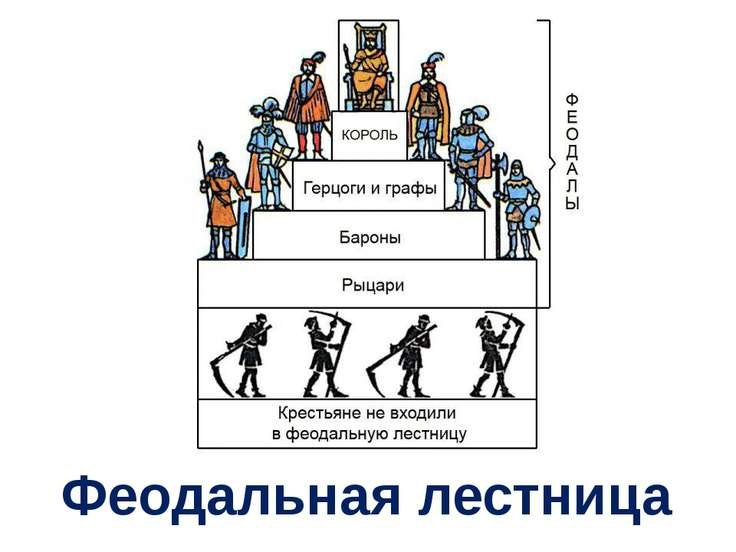 КОРОЛЬ
Герцоги и графы
Бароны
Рыцари
ФЕОДАЛЫ
Крестьяне не входили
в феодальную лестницу
Феодальная лестница